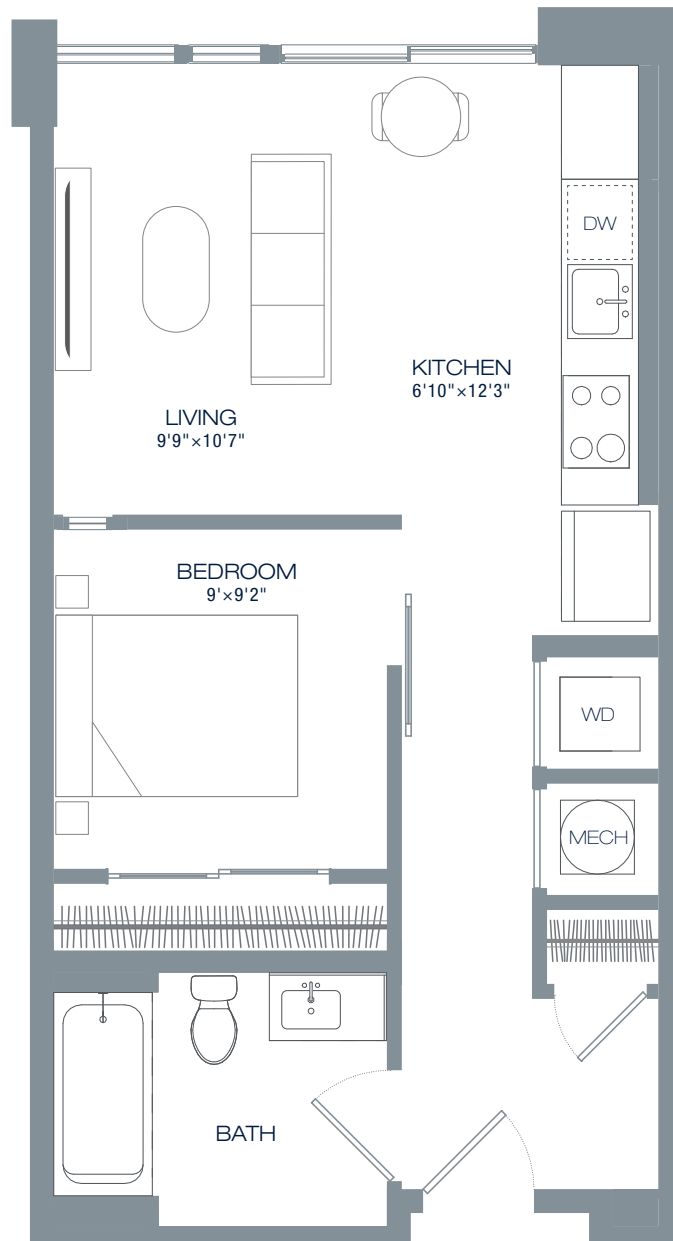 DW
KITCHEN
6'10"×12'3"
LIVING
9'9"×10'7"
BEDROOM
9'×9'2"
WD
MECH
BATH